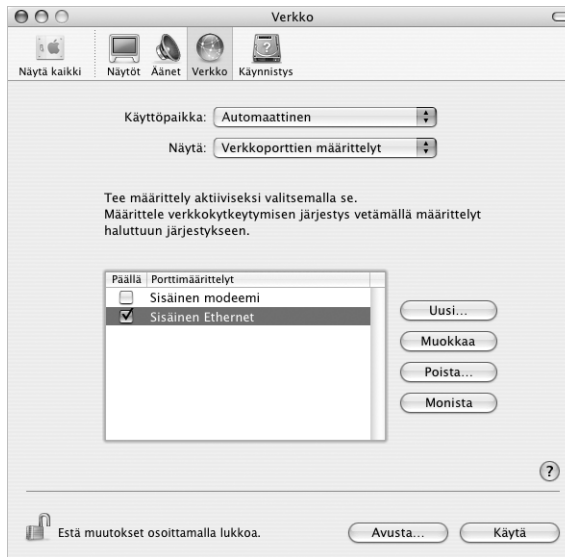 Verkko
Näytä kaikki
Näytöt
Äänet
Verkko
Käynnistys
Käyttöpaikka:
Automaattinen
Näytä:
Verkkoporttien määrittelyt
Tee määrittely aktiiviseksi valitsemalla se.
Määrittele verkkokytkeytymisen järjestys vetämällä määrittelyt
haluttuun järjestykseen.
Päällä
Porttimäärittelyt
Sisäinen modeemi
Sisäinen Ethernet
Uusi...
Muokkaa
Poista...
Monista
?
Estä muutokset osoittamalla lukkoa.
Avusta...
Käytä